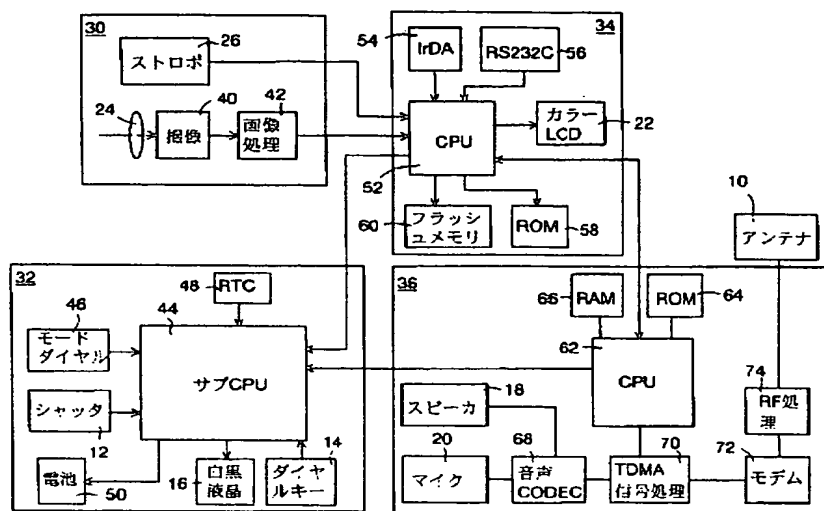 30
26
ストロボ
24
40
42
撮像
画像
処理
54
IrDA
RS232C
56
34
CPU
52
カラー
LCD
22
60
フラッシュメモリ
ROM
58
10
アンテナ
32
48
RTC
46
モード
ダイヤル
44
サブCPU
シャッタ
12
電池
50
16
白黒
液晶
14
ダイヤル
キー
36
66
RAM
ROM
64
62
CPU
スピーカ
18
20
マイク
68
音声
CODEC
70
TDMA
信号処理
74
RF処
理
72
モデム